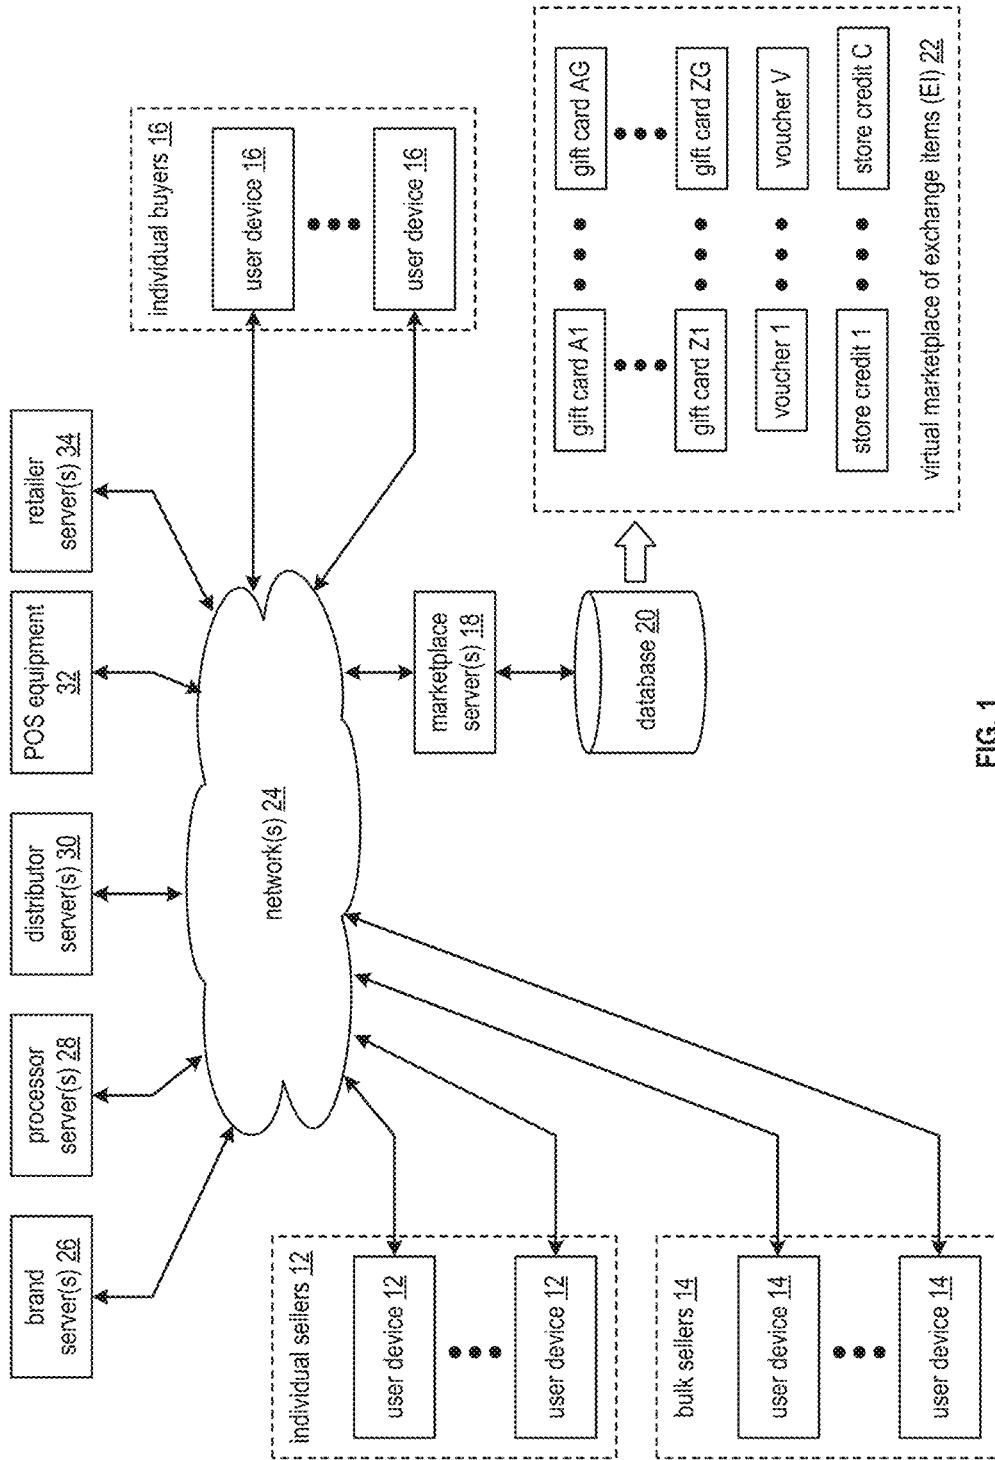 brand
server(s) 26
processor
server(s) 28
distributor
server(s) 30
POS equipment
32
retailer
server(s) 34
individual sellers 12
user device 12
user device 12
bulk sellers 14
user device 14
user device 14
network(s) 24
marketplace
server(s) 18
database 20
individual buyers 16
user device 16
user device 16
gift card A1
gift card AG
gift card Z1
gift card ZG
voucher 1
voucher V
store credit 1
store credit C
virtual marketplace of exchange items (EI) 22
FIG. 1